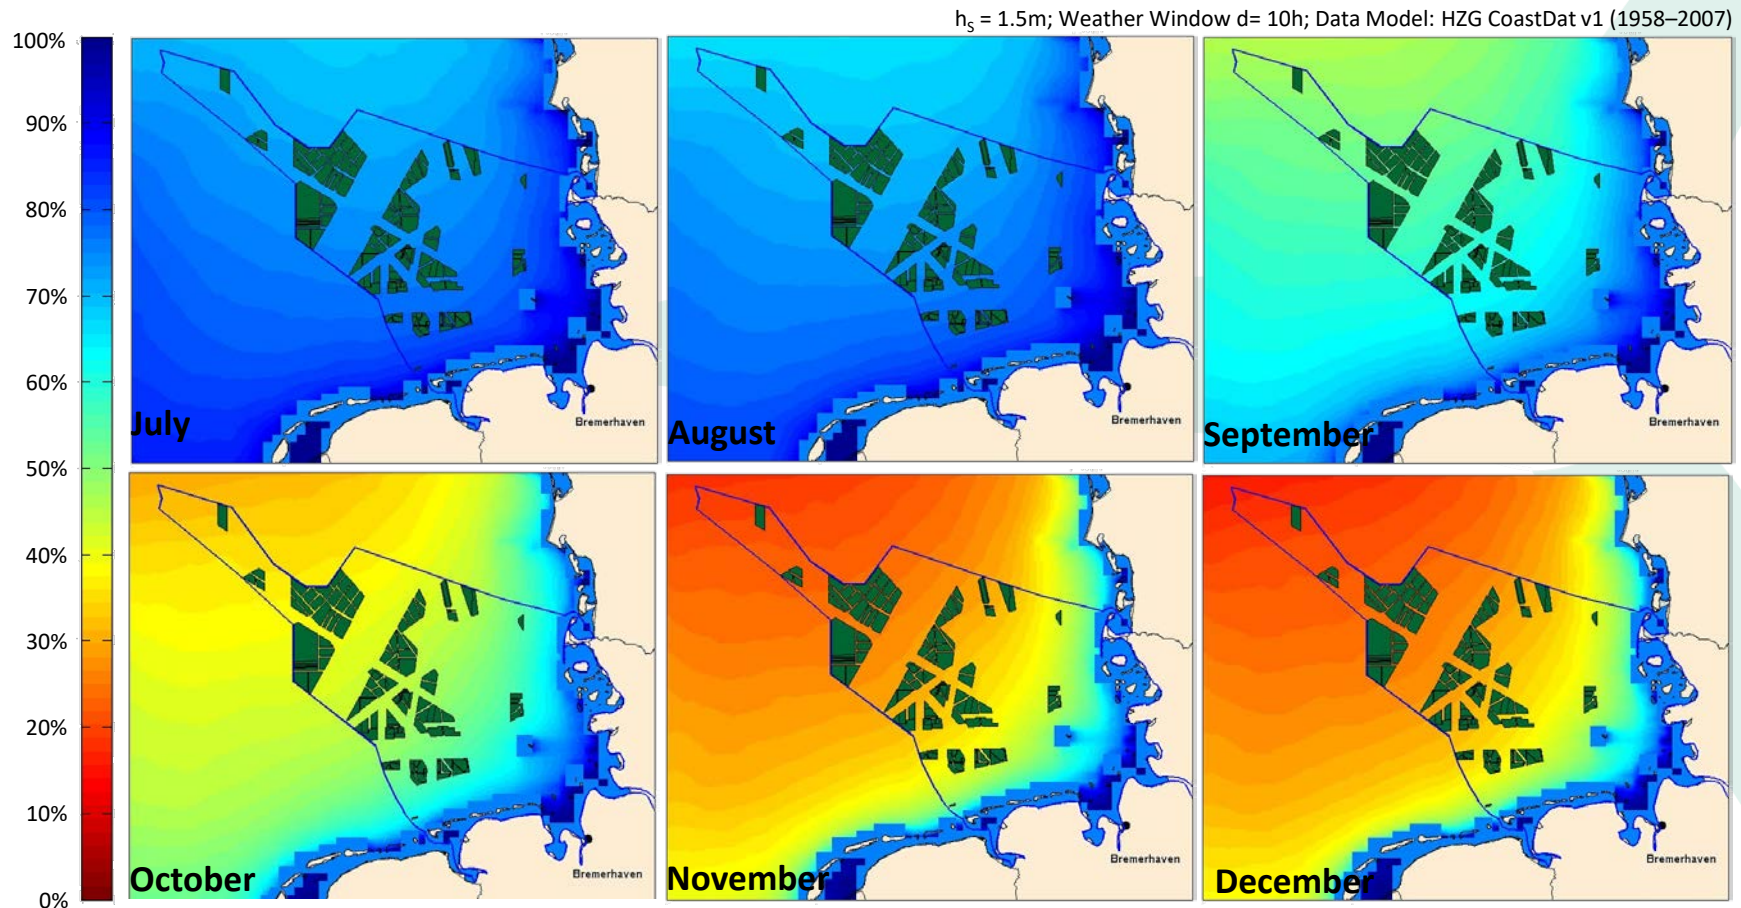 h_S = 1.5m; Weather Window d= 10h; Data Model: HZG CoastDat v1 (1958–2007)
100%
90%
80%
70%
60%
50%
40%
30%
20%
10%
0%
July
Bremerhaven
August
Bremerhaven
September
Bremerhaven
October
Bremerhaven
November
Bremerhaven
December
Bremerhaven